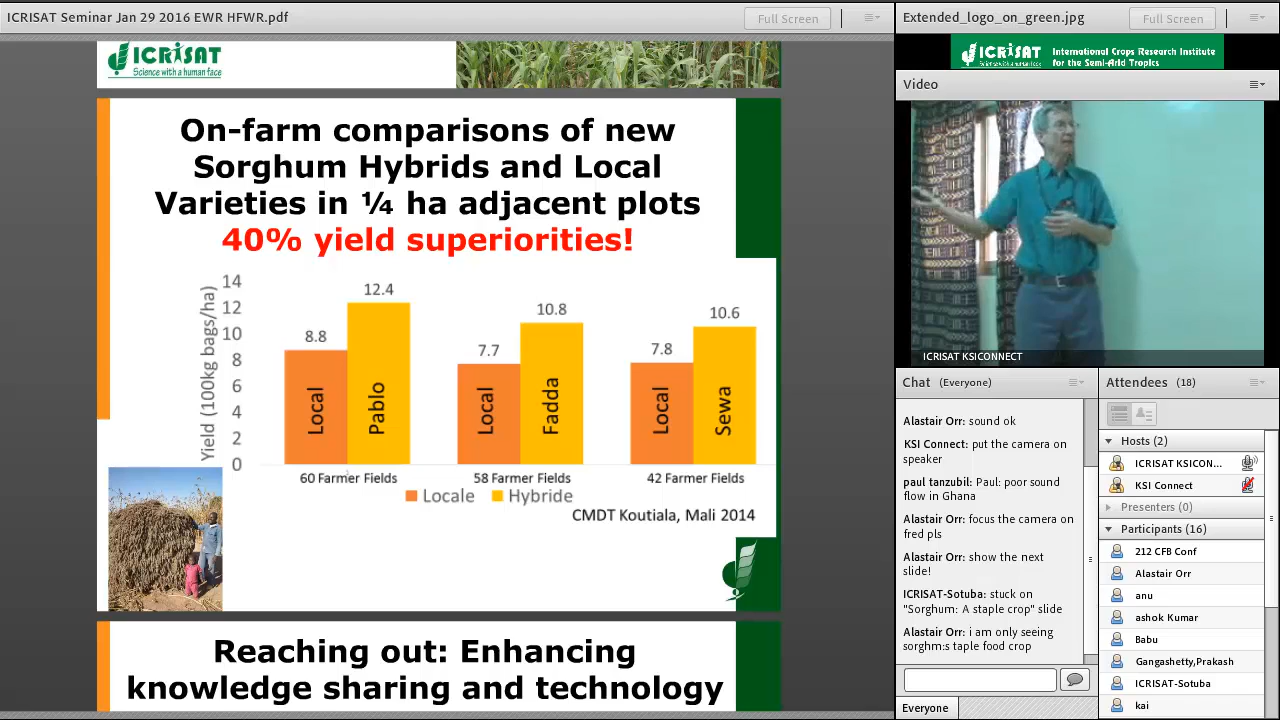 ICRISAT Seminar Jan 29 2016 EWR HFWR.pdf
Full Screen
ICRISAT
Science with a human face
On-farm comparisons of new
Sorghum Hybrids and Local
Varieties in ¼ ha adjacent plots
40% yield superiorities!
Yield (100kg bags/ha)
14
12
10
8
6
4
2
0
8.8
12.4
7.7
10.8
7.8
10.6
Local
Pablo
Local
Fadda
Local
Sewa
60 Farmer Fields
58 Farmer Fields
42 Farmer Fields
Locale
Hybride
CMDT Koutiala, Mali 2014
Reaching out: Enhancing
knowledge sharing and technology
Extended_logo_on_green.jpg
Full Screen
ICRISAT
Science with a human face
International Crops Research Institute
for the Semi-Arid Tropics
Video
ICRISAT KSICONNECT
Chat (Everyone)
Alastair Orr: sound ok
KSI Connect: put the camera on
speaker
paul tanzubil: Paul: poor sound
flow in Ghana
Alastair Orr: focus the camera on
fred pls
Alastair Orr: show the next
slide!
ICRISAT-Sotuba: stuck on
"Sorghum: A staple crop" slide
Alastair Orr: i am only seeing
sorghm:s taple food crop
Everyone
Attendees (18)
Hosts (2)
ICRISAT KSICON...
KSI Connect
Presenters (0)
Participants (16)
212 CFB Conf
Alastair Orr
anu
ashok Kumar
Babu
Gangashetty,Prakash
ICRISAT-Sotuba
kai